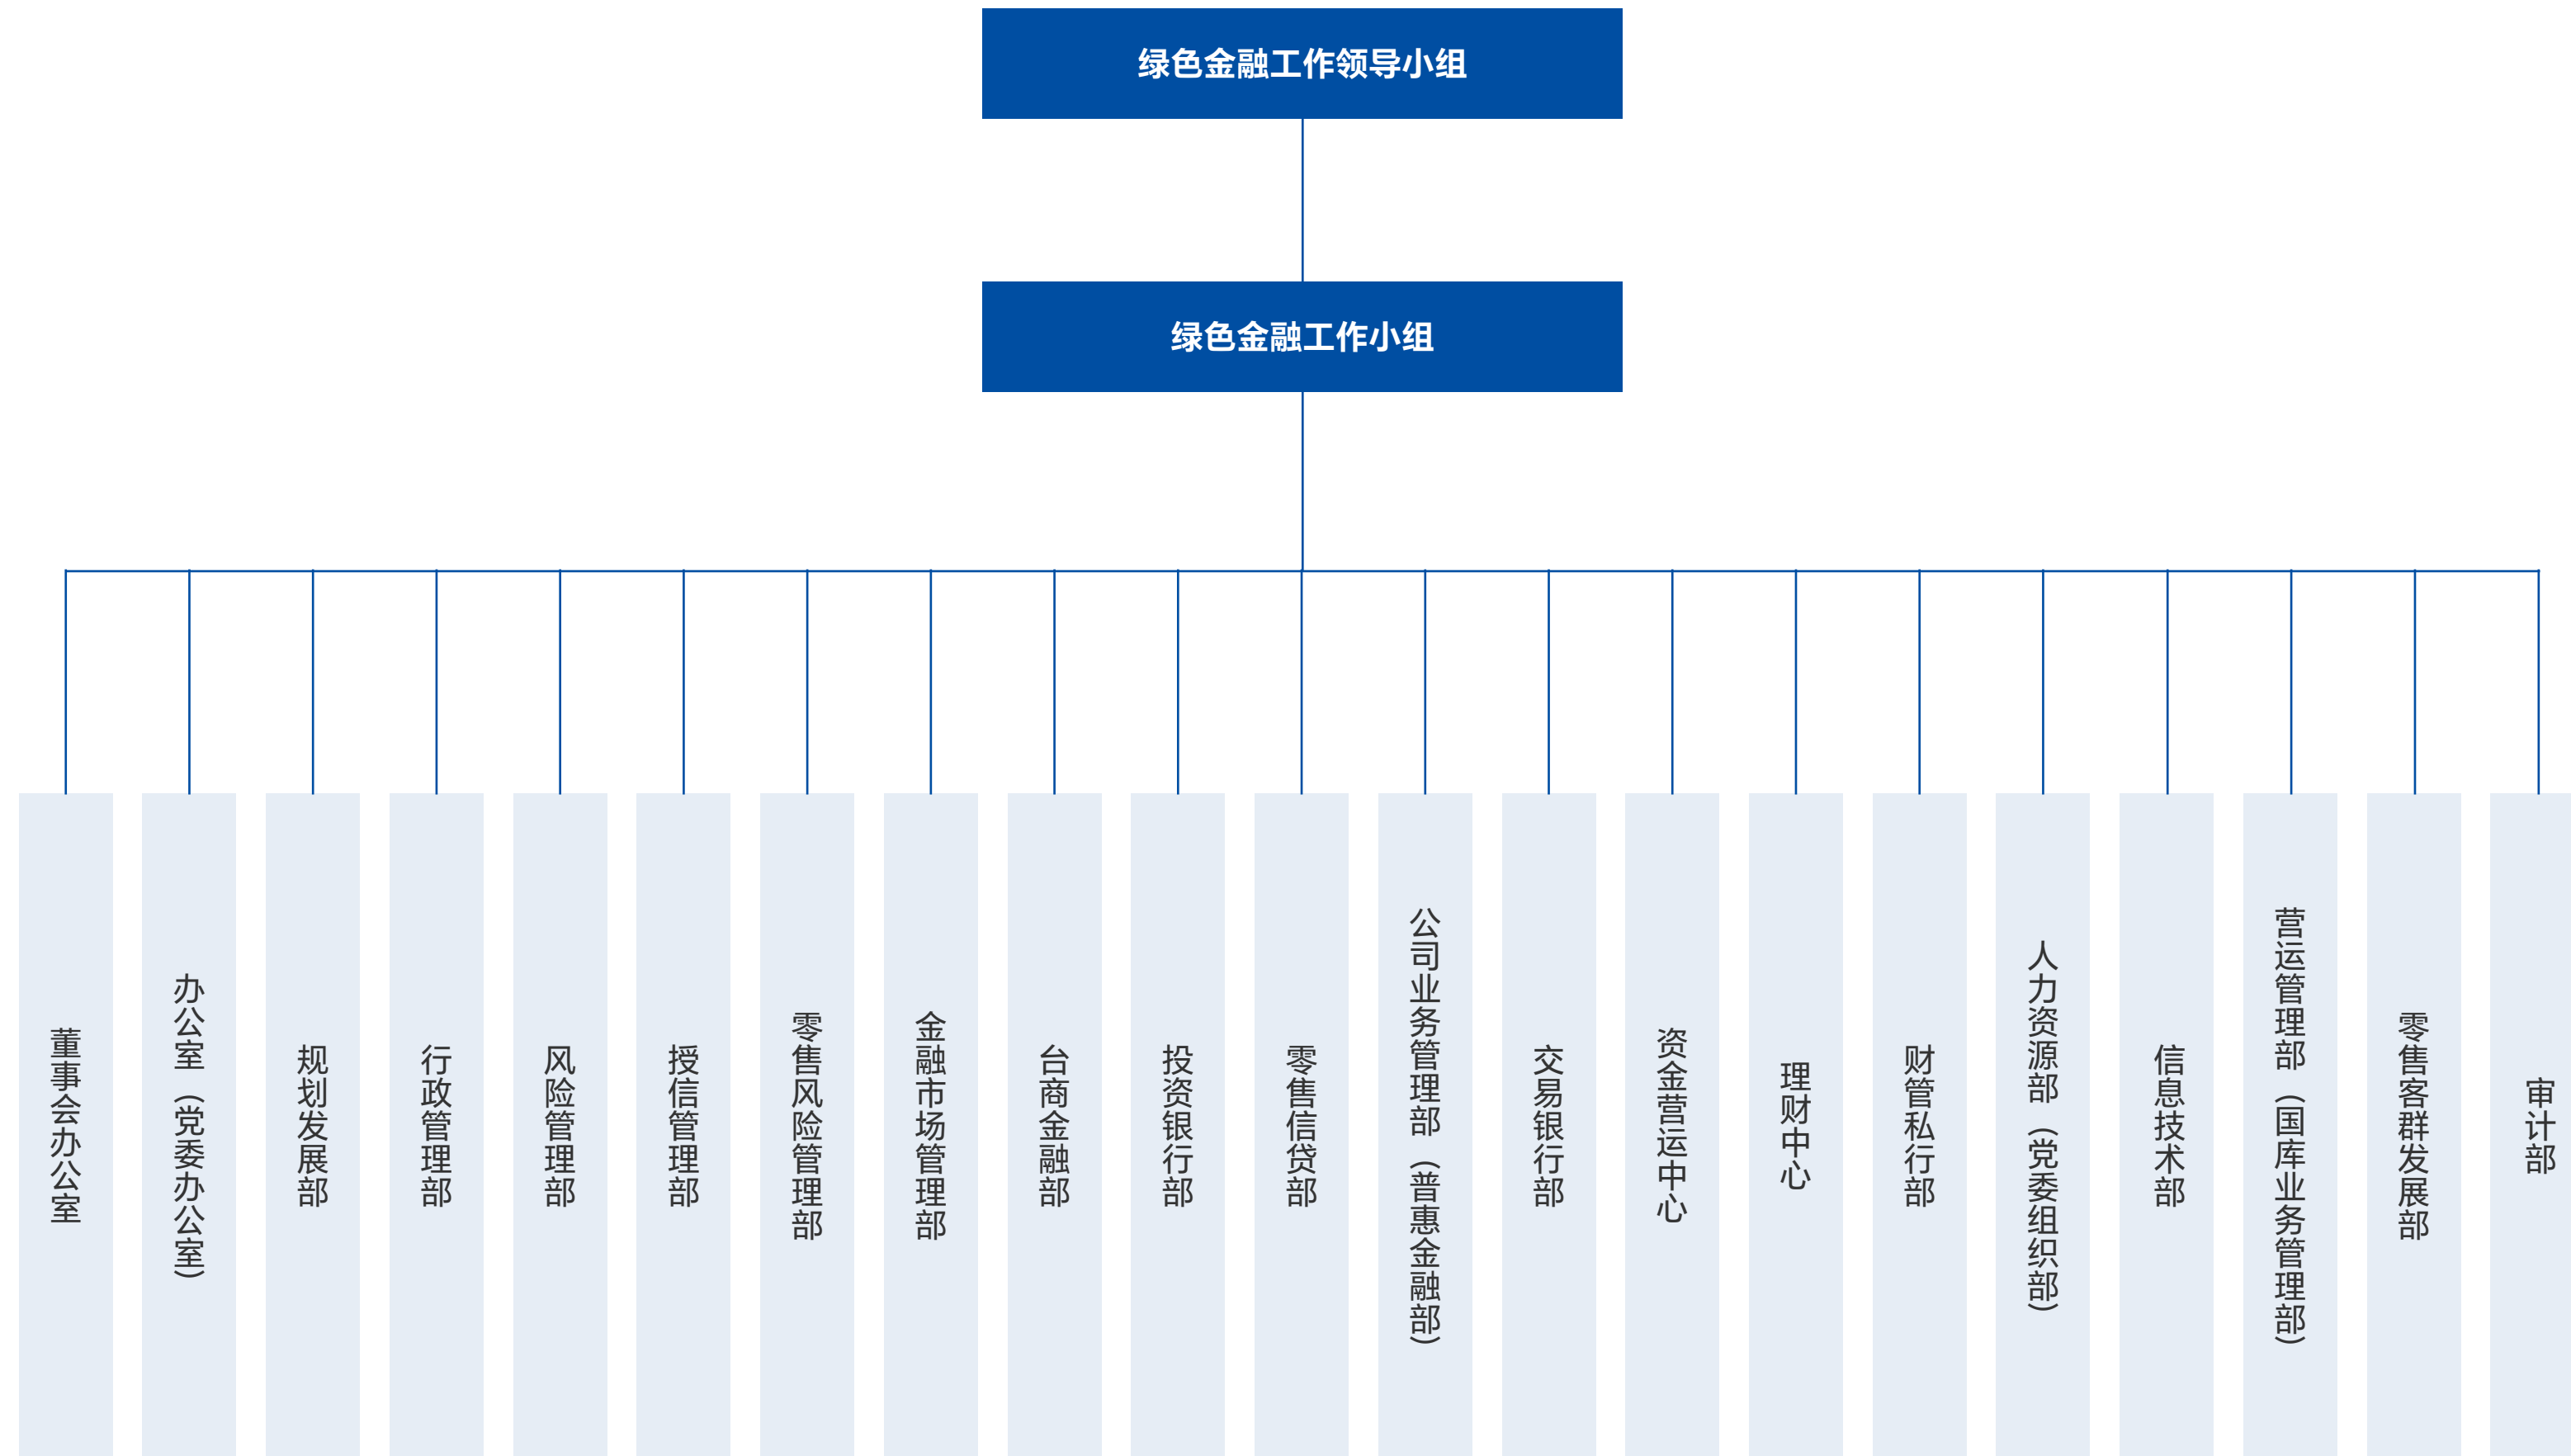 绿色金融工作领导小组
绿色金融工作小组
董事会办公室
办公室（党委办公室）
规划发展部
行政管理部
风险管理部
授信管理部
零售风险管理部
金融市场管理部
台商金融部
投资银行部
零售信贷部
公司业务管理部（普惠金融部）
交易银行部
资金营运中心
理财中心
财管私行部
人力资源部（党委组织部）
信息技术部
营运管理部（国库业务管理部）
零售客群发展部
审计部